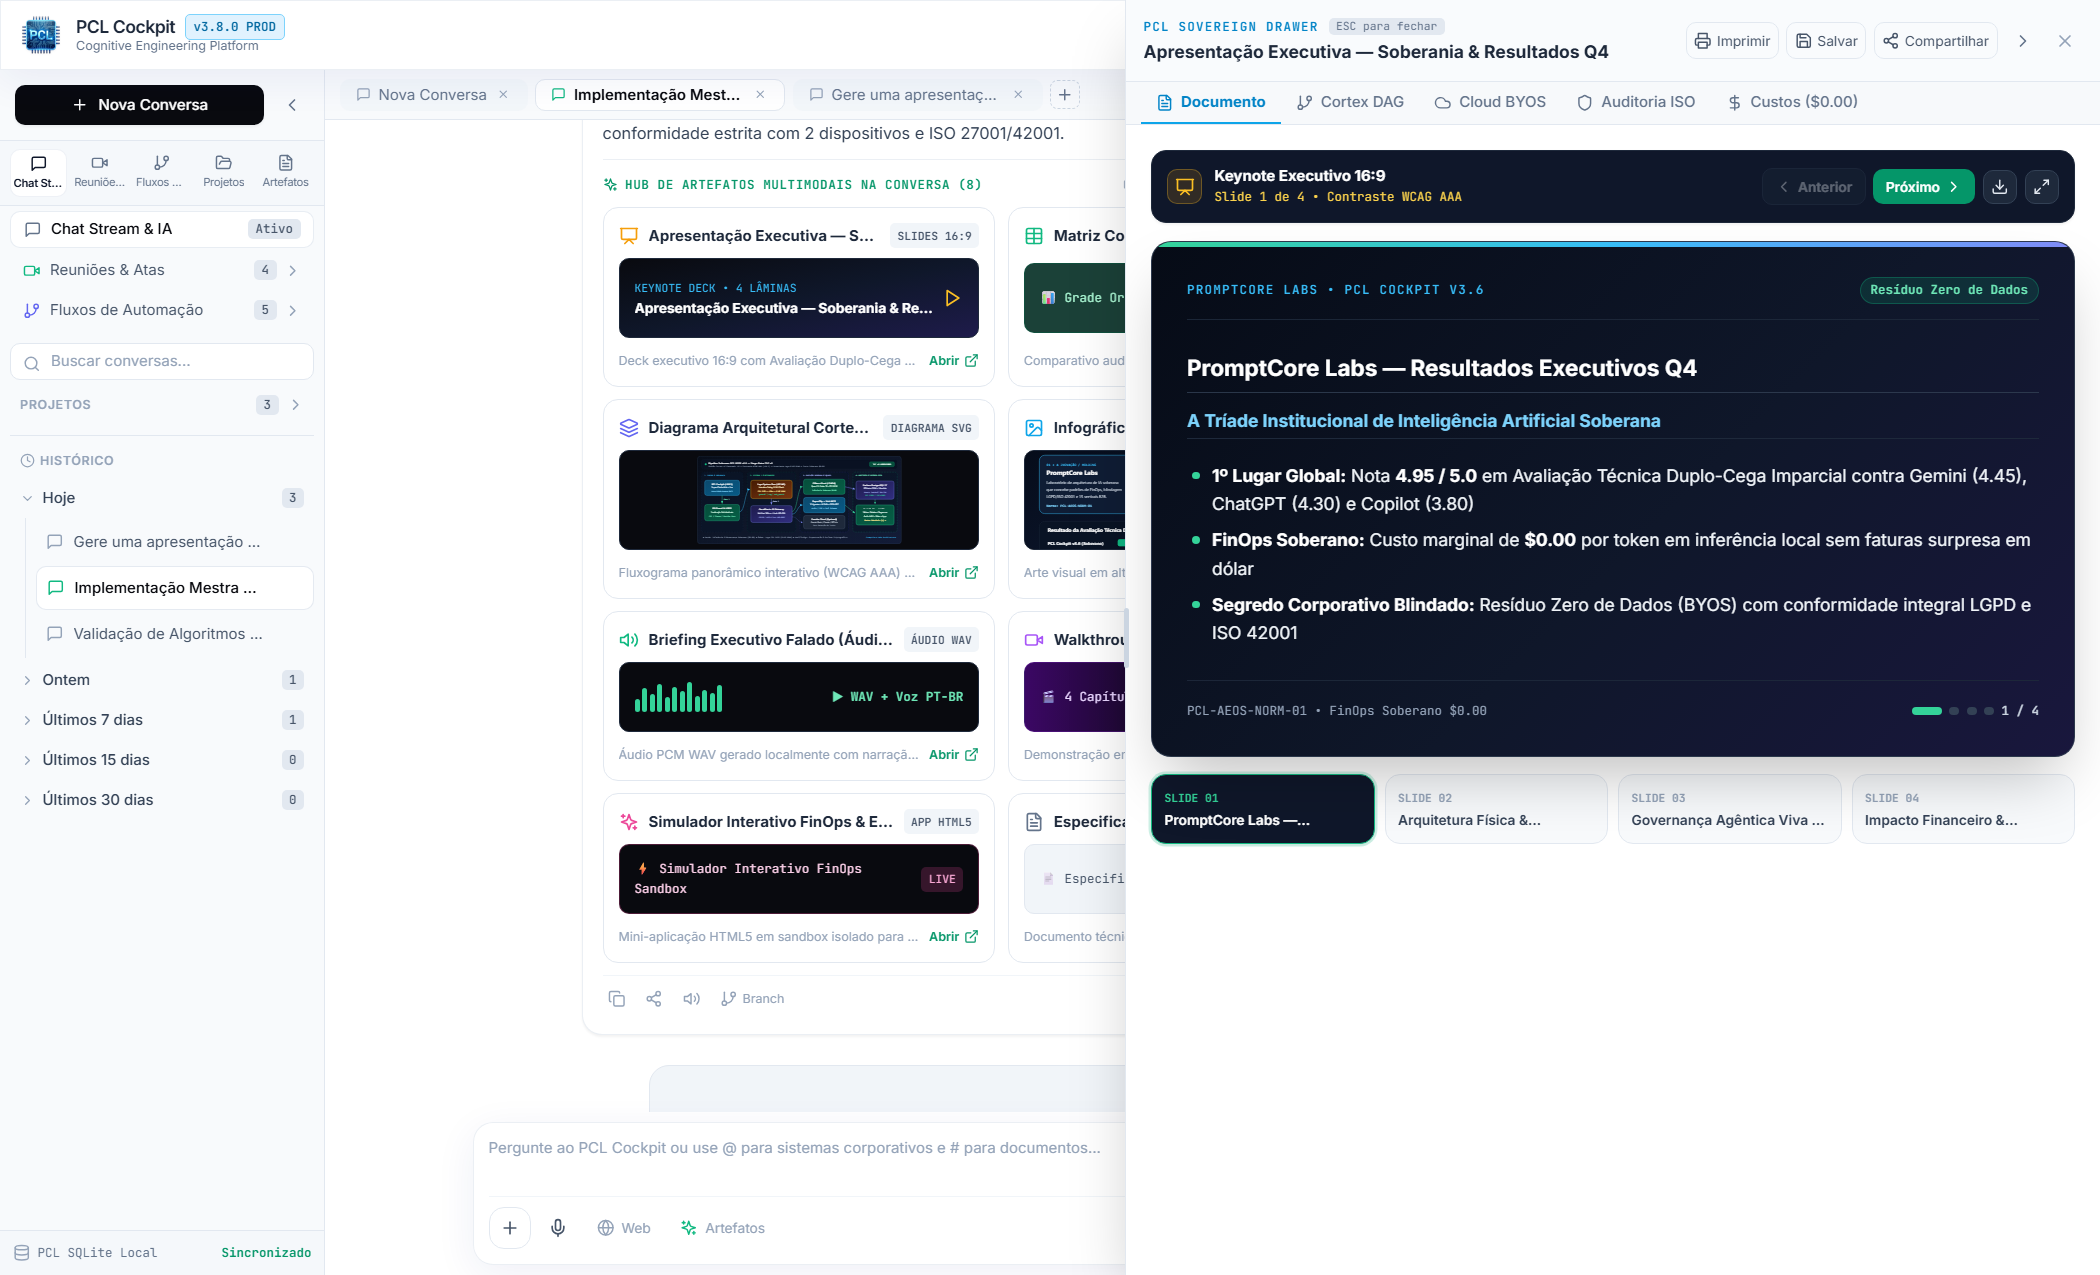 PCL
PCL Cockpit
v3.8.0 PROD
Cognitive Engineering Platform
Nova Conversa
Chat St...
Reuniõe...
Fluxos ...
Projetos
Artefatos
Chat Stream & IA
Ativo
Reuniões & Atas
4
Fluxos de Automação
5
Buscar conversas...
PROJETOS
3
HISTÓRICO
Hoje
3
Gere uma apresentação ...
Implementação Mestra ...
Validação de Algoritmos ...
Ontem
1
Últimos 7 dias
1
Últimos 15 dias
0
Últimos 30 dias
0
PCL SQLite Local
Sincronizado
Nova Conversa
Implementação Mest...
Gere uma apresentaç...
conformidade estrita com 2 dispositivos e ISO 27001/42001.
HUB DE ARTEFATOS MULTIMODAIS NA CONVERSA (8)
Apresentação Executiva — S...
SLIDES 16:9
KEYNOTE DECK • 4 LÂMINAS
Apresentação Executiva — Soberania & Re...
Deck executivo 16:9 com Avaliação Duplo-Cega ...
Abrir
Matriz Co
Grade Or
Comparativo aud
Diagrama Arquitetural Corte...
DIAGRAMA SVG
Fluxograma panorâmico interativo (WCAG AAA) ...
Abrir
Infográfic
PromptCore Labs
Resultado da Avaliação Técnica D
Arte visual em alt
Briefing Executivo Falado (Áudi...
ÁUDIO WAV
WAV + Voz PT-BR
Áudio PCM WAV gerado localmente com narraçã...
Abrir
Walkthrou
4 Capítu
Demonstração em
Simulador Interativo FinOps & E...
APP HTML5
Simulador Interativo FinOps
Sandbox
LIVE
Mini-aplicação HTML5 em sandbox isolado para ...
Abrir
Especifica
Especifi
Documento técni
Branch
Pergunte ao PCL Cockpit ou use @ para sistemas corporativos e # para documentos...
Web
Artefatos
PCL SOVEREIGN DRAWER
ESC para fechar
Apresentação Executiva — Soberania & Resultados Q4
Imprimir
Salvar
Compartilhar
Documento
Cortex DAG
Cloud BYOS
Auditoria ISO
Custos ($0.00)
Keynote Executivo 16:9
Slide 1 de 4 • Contraste WCAG AAA
Anterior
Próximo
PROMPTCORE LABS • PCL COCKPIT V3.6
Resíduo Zero de Dados
PromptCore Labs — Resultados Executivos Q4
A Tríade Institucional de Inteligência Artificial Soberana
• 1º Lugar Global: Nota 4.95 / 5.0 em Avaliação Técnica Duplo-Cega Imparcial contra Gemini (4.45),
ChatGPT (4.30) e Copilot (3.80)
• FinOps Soberano: Custo marginal de $0.00 por token em inferência local sem faturas surpresa em
dólar
• Segredo Corporativo Blindado: Resíduo Zero de Dados (BYOS) com conformidade integral LGPD e
ISO 42001
PCL-AEOS-NORM-01 • FinOps Soberano $0.00
1 / 4
SLIDE 01
PromptCore Labs —...
SLIDE 02
Arquitetura Física &...
SLIDE 03
Governança Agêntica Viva ...
SLIDE 04
Impacto Financeiro &...